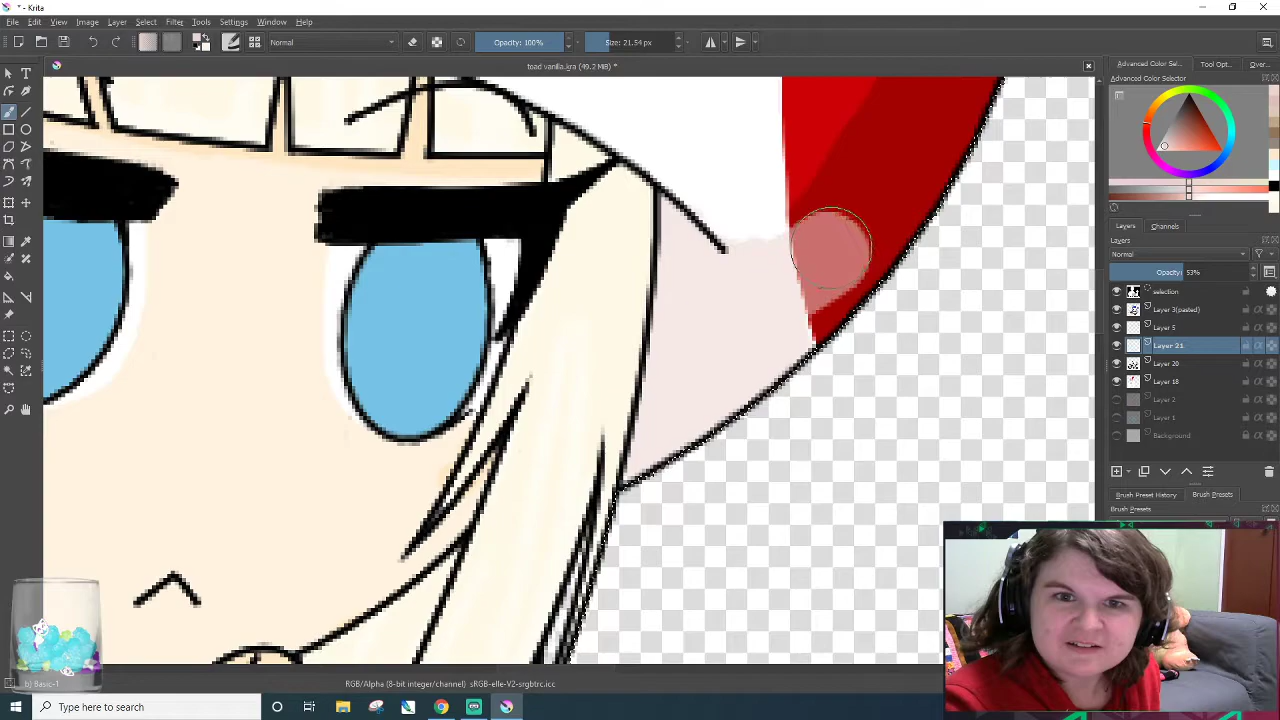 - Krita
File Edit View Image Layer Select Filter Tools Settings Window Help
Normal Opacity: 100% Size: 21.54 px
toad vanilla.kra (49.2 MiB) *
Advanced Color Sel... Tool Opt... Over...
Advanced Color Selector
Layers Channels
Layers
Normal
Opacity: 53%
selection
Layer 3(pasted)
Layer 5
Layer 21
Layer 20
Layer 18
Layer 2
Layer 1
Background
Brush Preset History Brush Presets
Brush Presets
b) Basic-1 RGB/Alpha (8-bit integer/channel) sRGB-elle-V2-srgbtrc.icc
Type here to search